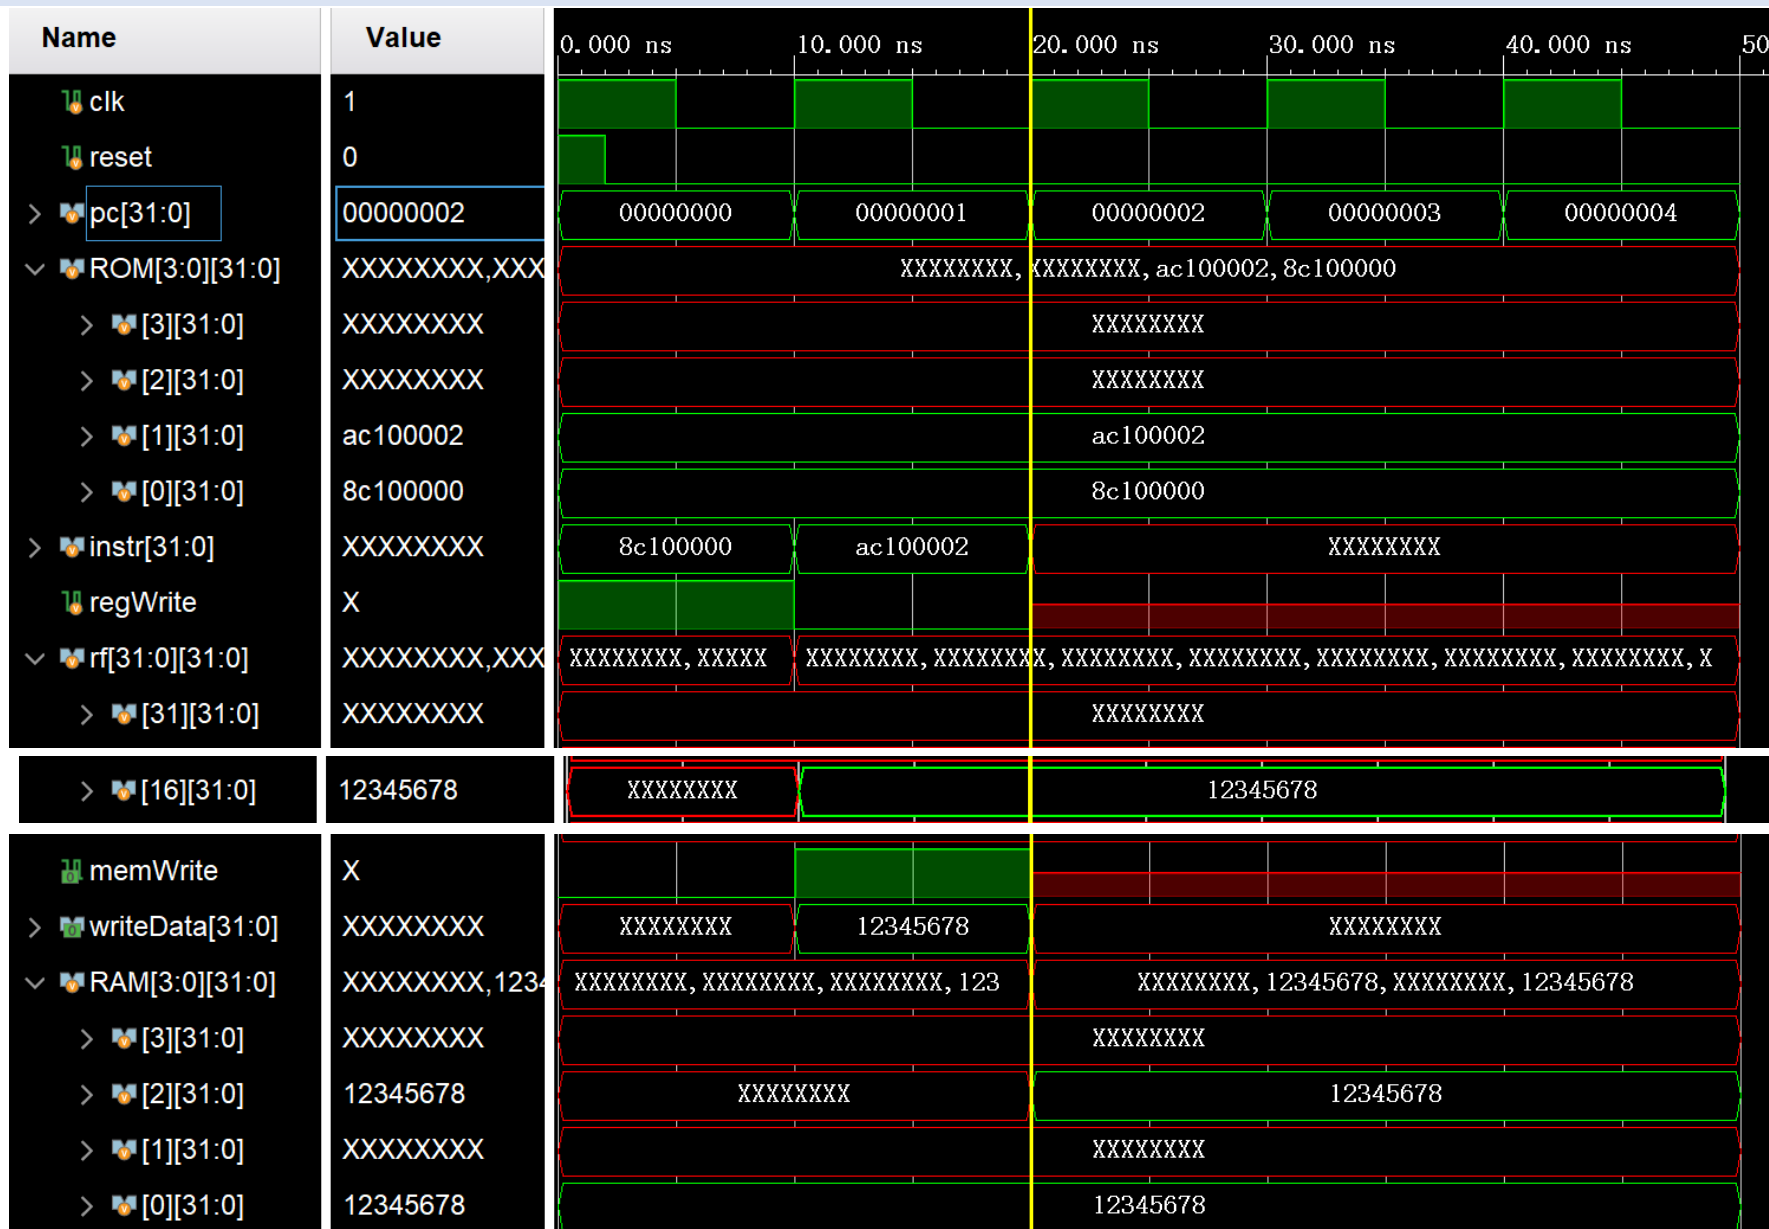 Name Value 0.000 ns 10.000 ns 20.000 ns 30.000 ns 40.000 ns 50
clk 1
reset 0
pc[31:0] 00000002 00000000 00000001 00000002 00000003 00000004
ROM[3:0][31:0] XXXXXXXX,XXX XXXXXXXX,XXXXXXXX,ac100002,8c100000
[3][31:0] XXXXXXXX XXXXXXXX
[2][31:0] XXXXXXXX XXXXXXXX
[1][31:0] ac100002 ac100002
[0][31:0] 8c100000 8c100000
instr[31:0] XXXXXXXX 8c100000 ac100002 XXXXXXXX
regWrite X
rf[31:0][31:0] XXXXXXXX,XXX XXXXXXXX,XXXXX XXXXXXXX,XXXXXXXX,XXXXXXXX,XXXXXXXX,XXXXXXXX,XXXXXXXX,XXXXXXXX,X
[31][31:0] XXXXXXXX XXXXXXXX
[16][31:0] 12345678 XXXXXXXX 12345678
memWrite X
writeData[31:0] XXXXXXXX XXXXXXXX 12345678 XXXXXXXX
RAM[3:0][31:0] XXXXXXXX,1234 XXXXXXXX,XXXXXXXX,XXXXXXXX,123 XXXXXXXX,12345678,XXXXXXXX,12345678
[3][31:0] XXXXXXXX XXXXXXXX
[2][31:0] 12345678 XXXXXXXX 12345678
[1][31:0] XXXXXXXX XXXXXXXX
[0][31:0] 12345678 12345678